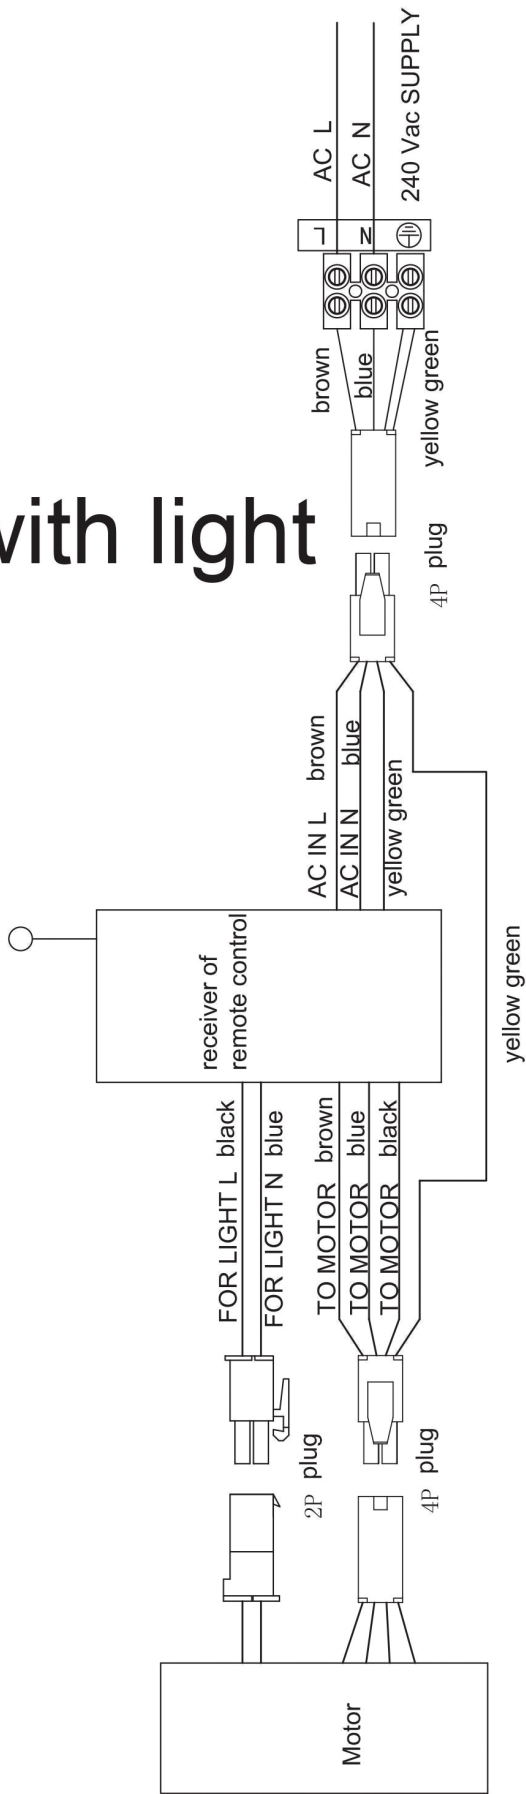 with light
receiver of
remote control
Motor
2P plug
FOR LIGHT L black
FOR LIGHT N blue
4P plug
TO MOTOR brown
TO MOTOR blue
TO MOTOR black
yellow green
AC IN L brown
AC IN N blue
yellow green
4P plug
brown
blue
yellow green
L
N
AC L
AC N
240 Vac SUPPLY